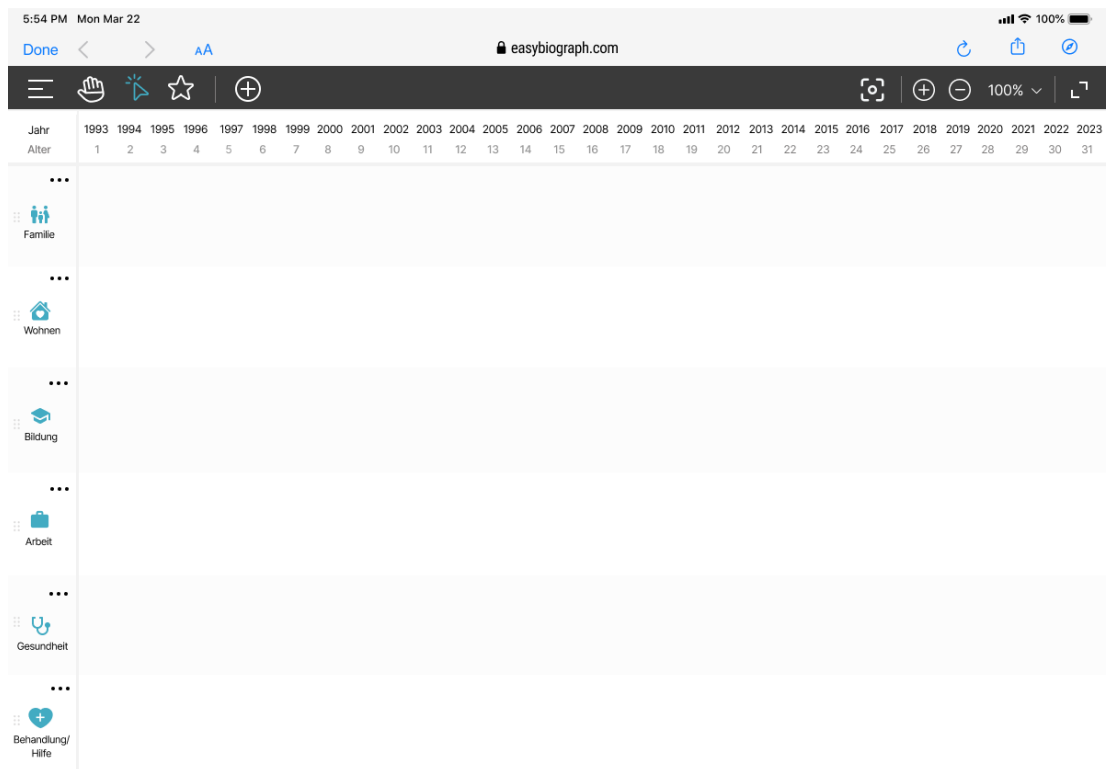 5:54 PM Mon Mar 22 100%
Done AA easybiograph.com
100%
Jahr 1993 1994 1995 1996 1997 1998 1999 2000 2001 2002 2003 2004 2005 2006 2007 2008 2009 2010 2011 2012 2013 2014 2015 2016 2017 2018 2019 2020 2021 2022 2023
Alter 1 2 3 4 5 6 7 8 9 10 11 12 13 14 15 16 17 18 19 20 21 22 23 24 25 26 27 28 29 30 31
Familie
Wohnen
Bildung
Arbeit
Gesundheit
Behandlung/
Hilfe